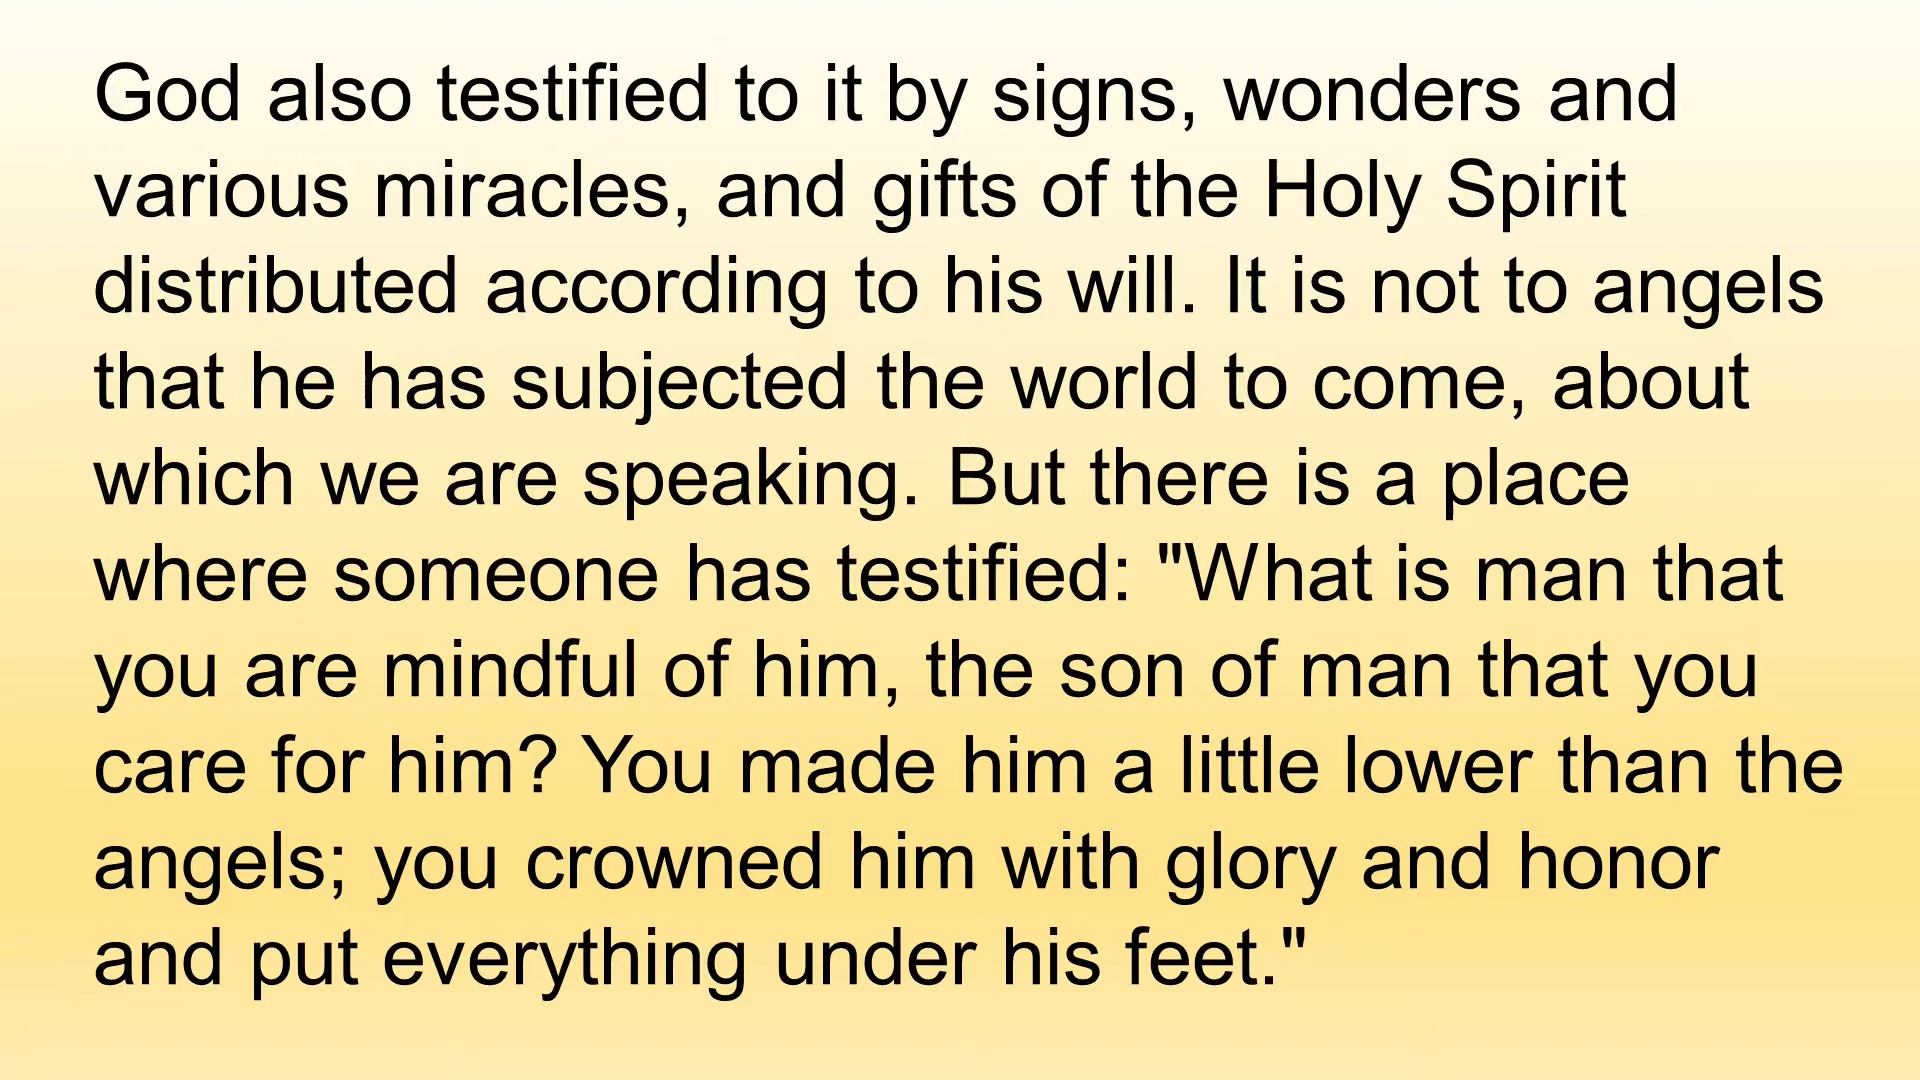 God also testified to it by signs, wonders and
various miracles, and gifts of the Holy Spirit
distributed according to his will. It is not to angels
that he has subjected the world to come, about
which we are speaking. But there is a place
where someone has testified: "What is man that
you are mindful of him, the son of man that you
care for him? You made him a little lower than the
angels; you crowned him with glory and honor
and put everything under his feet."